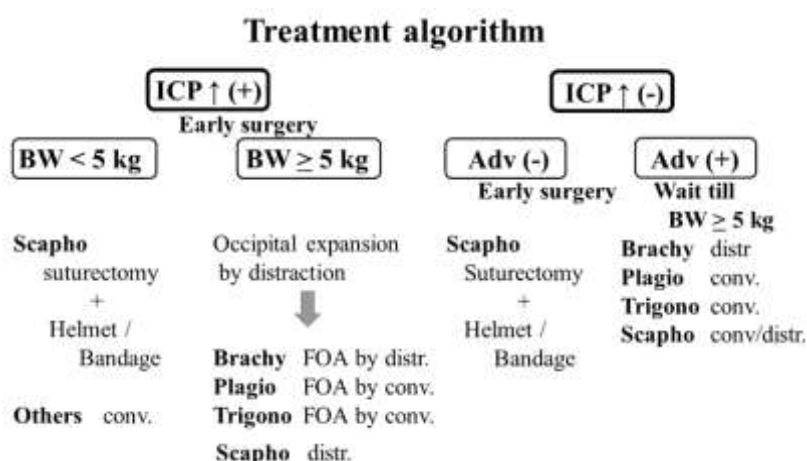 Treatment algorithm
ICP ↑ (+)
Early surgery
BW < 5 kg
Scapho
suturectomy
+
Helmet /
Bandage
Others conv.
BW ≥ 5 kg
Occipital expansion
by distraction
Brachy FOA by distr.
Plagio FOA by conv.
Trigono FOA by conv.
Scapho distr.
ICP ↑ (-)
Adv (-)
Early surgery
Scapho
Suturectomy
+
Helmet /
Bandage
Adv (+)
Wait till
BW ≥ 5 kg
Brachy distr
Plagio conv.
Trigono conv.
Scapho conv/distr.